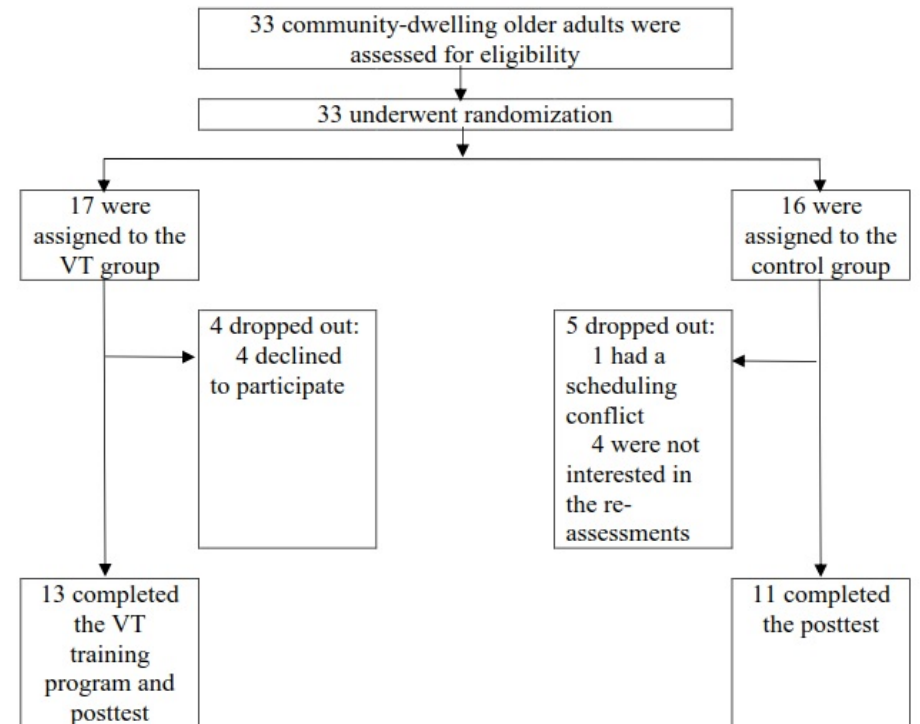 33 community-dwelling older adults were
assessed for eligibility
33 underwent randomization
17 were
assigned to the
VT group
16 were
assigned to the
control group
4 dropped out:
4 declined
to participate
5 dropped out:
1 had a
scheduling
conflict
4 were not
interested in
the re-
assessments
13 completed
the VT
training
program and
posttest
11 completed
the posttest